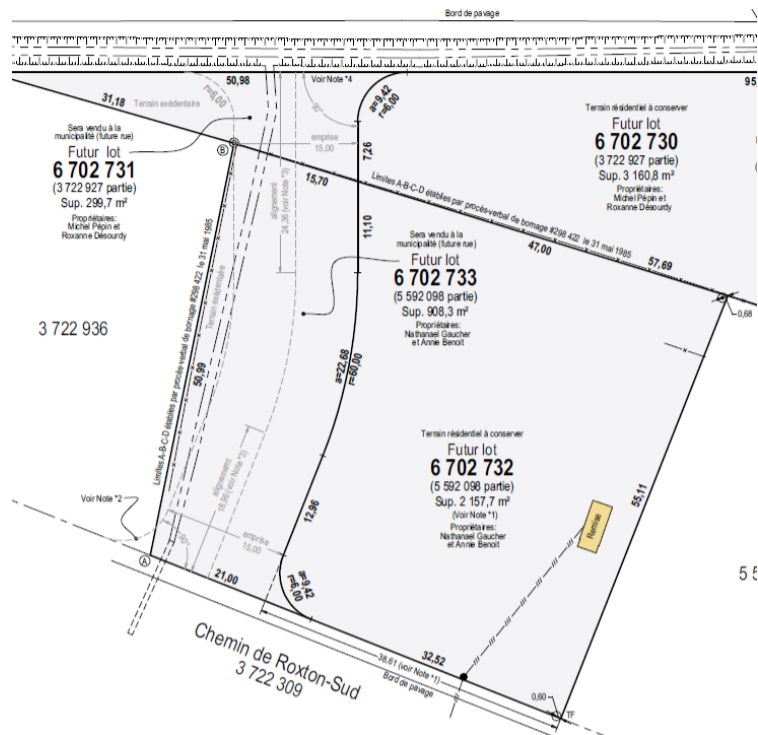 Bord de pavage
50,98
Voir Note *4
95,
r=6,00
a=9,42
r=6,00
90°
31,18
Terrain exédentaire
Sera vendu à la
municipalité (future rue)
Futur lot
6 702 731
(3 722 927 partie)
Sup. 299,7 m²
Propriétaires:
Michel Pépin et
Roxanne Désourdy
B
emprise
15,00
7,26
Terrain résidentiel à conserver
Futur lot
6 702 730
(3 722 927 partie)
Sup. 3 160,8 m²
Propriétaires:
Michel Pépin et
Roxanne Désourdy
15,70
Limites A-B-C-D établies par procès-verbal de bornage #298 422 le 31 mai 1985
47,00
57,69
alignement
24,36 (voir Note *3)
11,10
Sera vendu à la
municipalité (future rue)
Futur lot
6 702 733
(5 592 098 partie)
Sup. 908,3 m²
Propriétaires:
Nathanael Gaucher
et Annie Benoit
0,68
3 722 936
Limites A-B-C-D établies par procès-verbal de bornage #298 422 le 31 mai 1985
Terrain exédentaire
50,99
a=22,68
r=60,00
Terrain résidentiel à conserver
Futur lot
6 702 732
(5 592 098 partie)
Sup. 2 157,7 m²
(Voir Note *1)
Propriétaires:
Nathanael Gaucher
et Annie Benoit
55,11
Remise
alignement
18,96 (voir Note *3)
Voir Note *2
12,96
emprise
15,00
90°
A
21,00
a=9,42
r=6,00
5 5
Chemin de Roxton-Sud
3 722 309
32,52
38,61 (voir Note *1)
Bord de pavage
0,60
TF